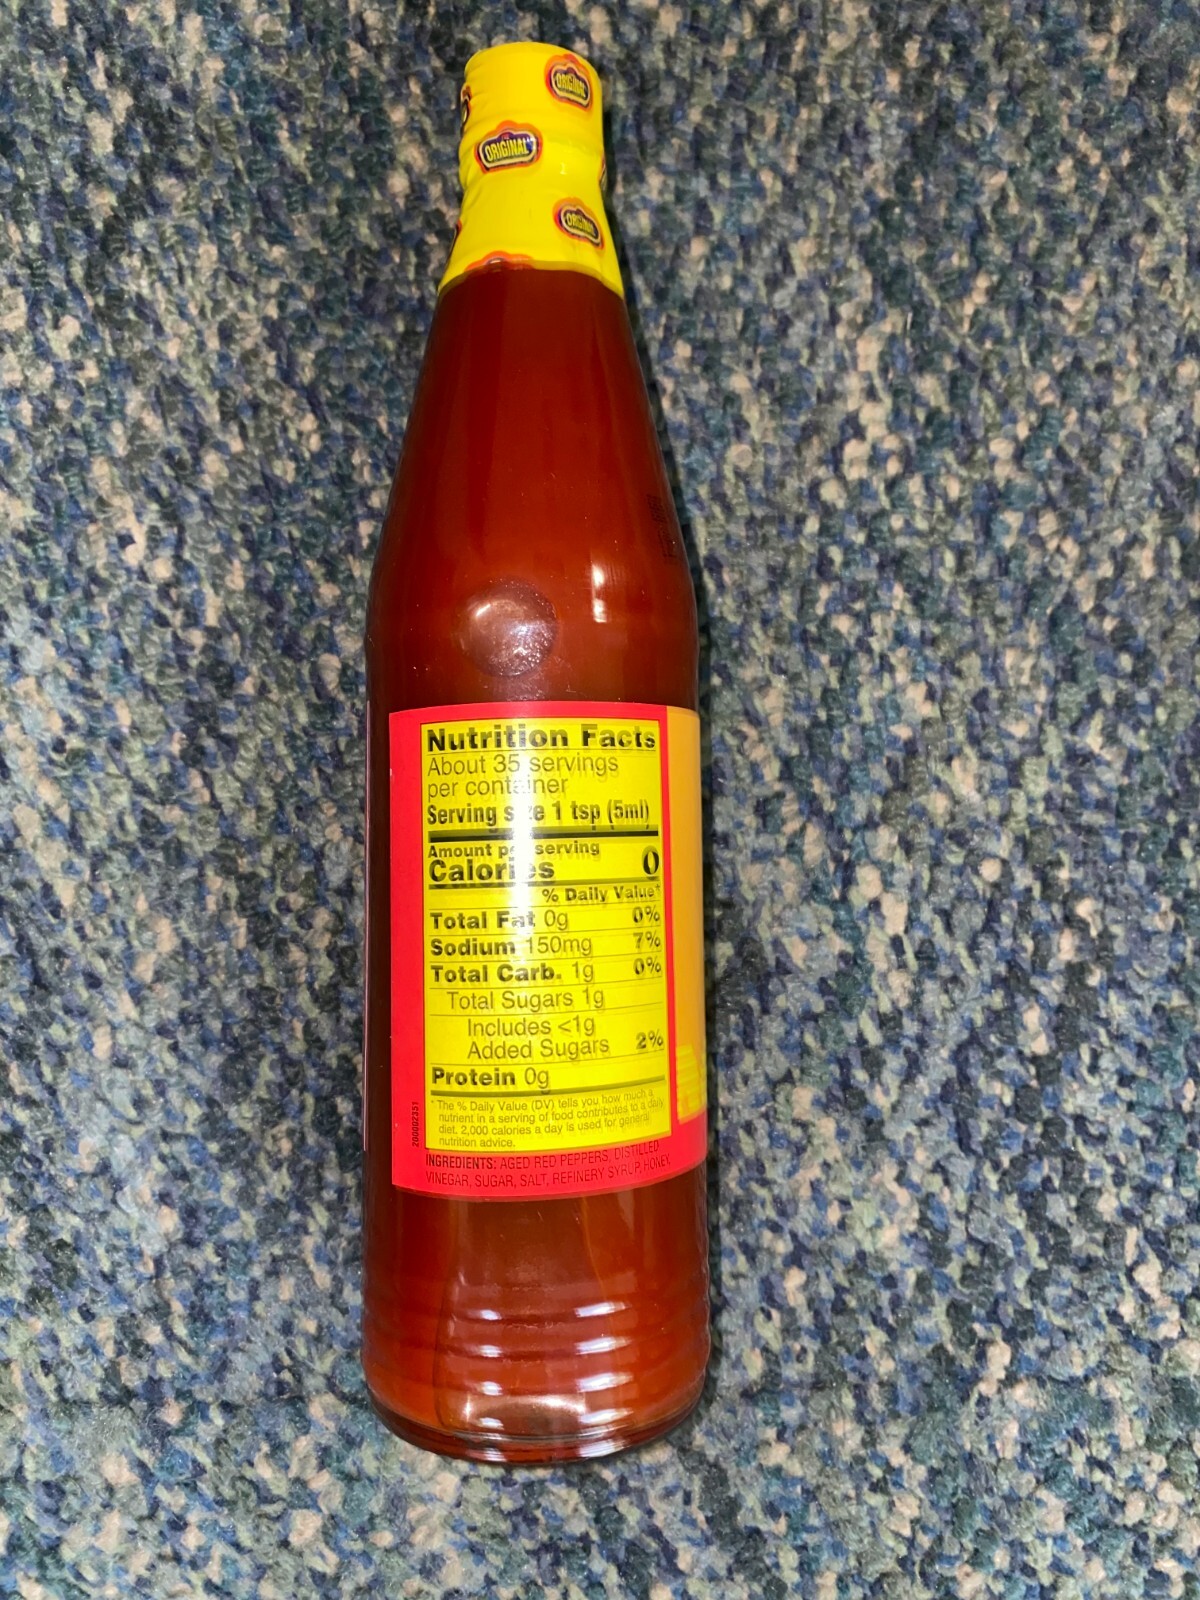 ORIGINAL
ORIGINAL
ORIGINAL
Nutrition Facts
About 35 servings
per container
Serving size 1 tsp (5ml)
Amount per serving
Calories 0
% Daily Value*
Total Fat 0g 0%
Sodium 150mg 7%
Total Carb. 1g 0%
Total Sugars 1g
Includes <1g
Added Sugars 2%
Protein 0g
* The % Daily Value (DV) tells you how much a
nutrient in a serving of food contributes to a daily
diet. 2,000 calories a day is used for general
nutrition advice.
200002351
INGREDIENTS: AGED RED PEPPERS, DISTILLED
VINEGAR, SUGAR, SALT, REFINERY SYRUP, HONEY,